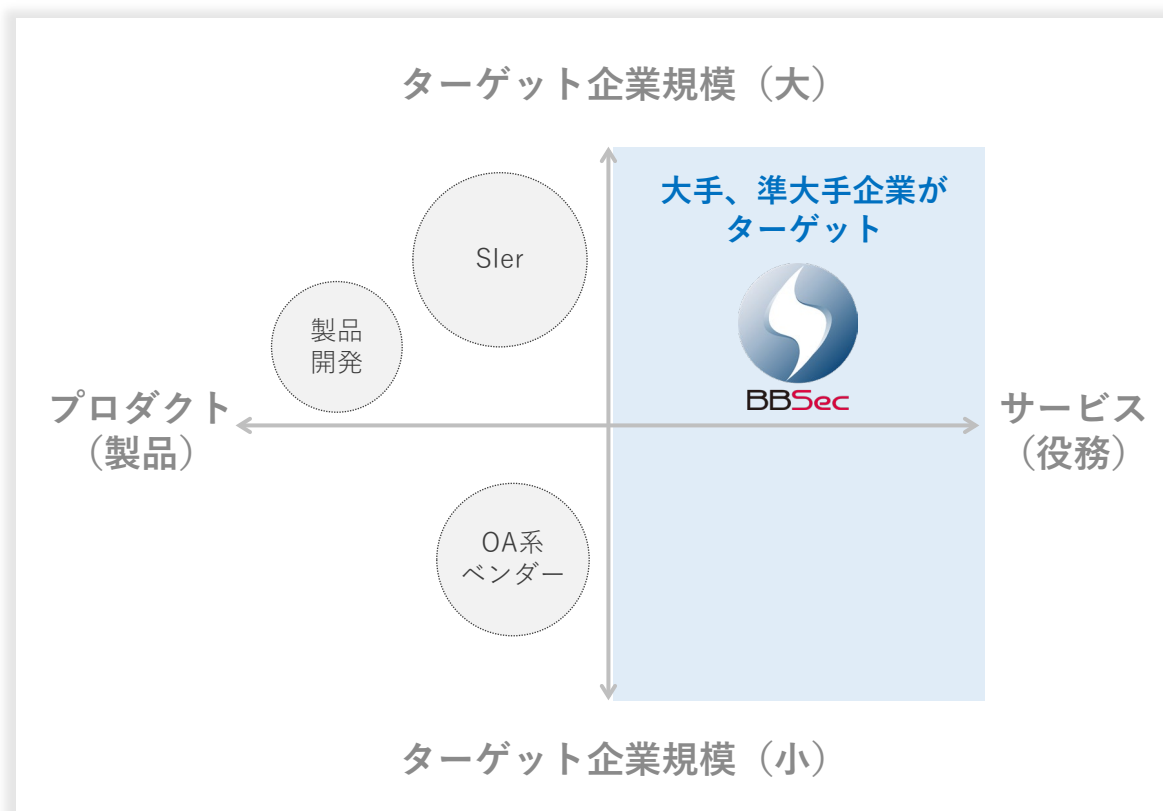 ターゲット企業規模（大）
大手、準大手企業が
ターゲット
SIer
製品
開発
BBSec
プロダクト
（製品）
サービス
（役務）
OA系
ベンダー
ターゲット企業規模（小）